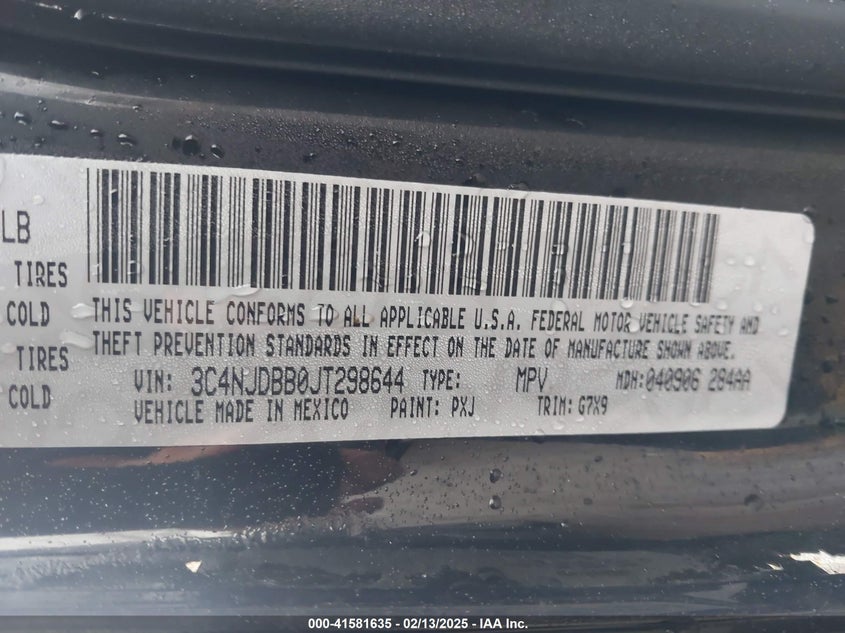 LB
TIRES
COLD
TIRES
COLD
THIS VEHICLE CONFORMS TO ALL APPLICABLE U.S.A. FEDERAL MOTOR VEHICLE SAFETY AND
THEFT PREVENTION STANDARDS IN EFFECT ON THE DATE OF MANUFACTURE SHOWN ABOVE.
VIN: 3C4NJDBB0JT298644 TYPE: MPV MDH: 040906 284AA
VEHICLE MADE IN MEXICO PAINT: PXJ TRIM: G7X9
000-41581635 - 02/13/2025 - IAA Inc.